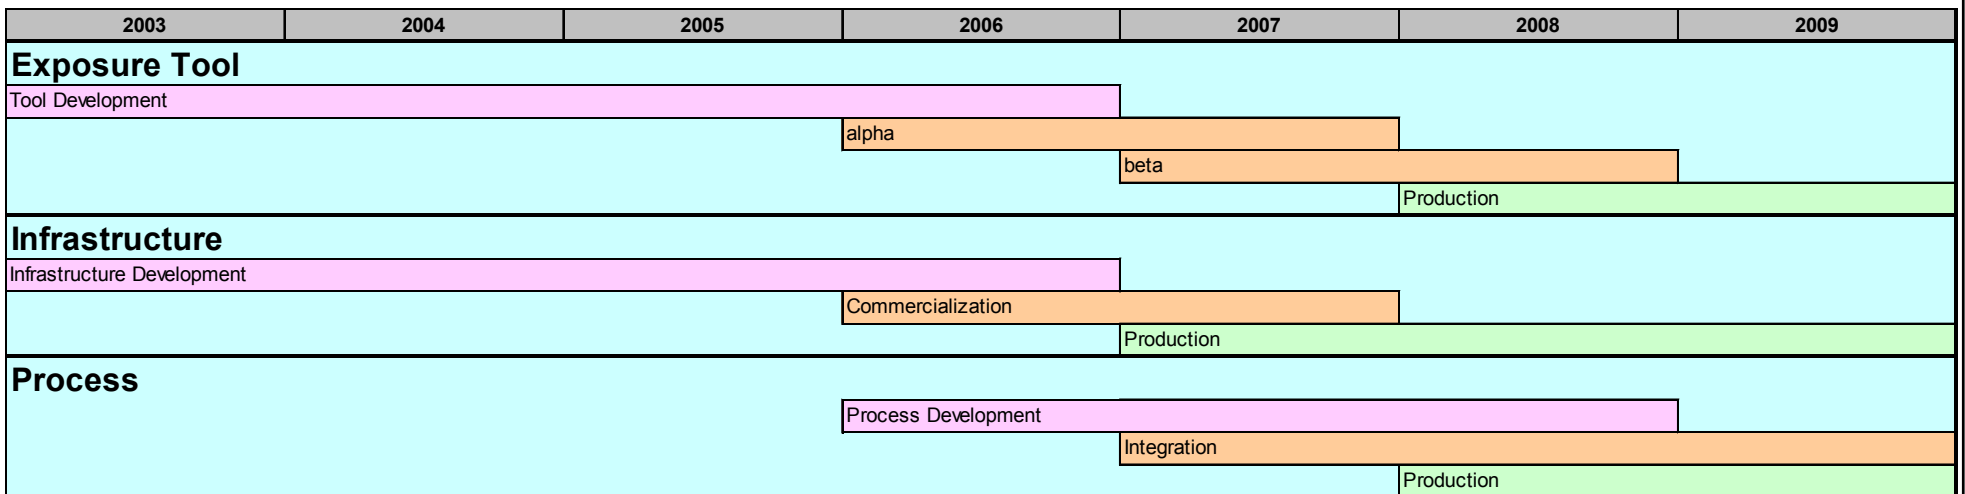 2003 2004 2005 2006 2007 2008 2009
Exposure Tool
Tool Development
alpha
beta
Production
Infrastructure
Infrastructure Development
Commercialization
Production
Process
Process Development
Integration
Production